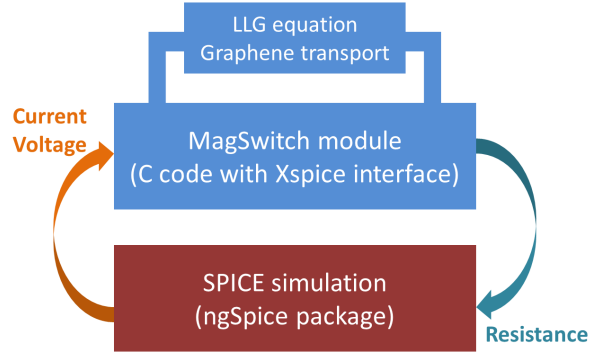 LLG equation
Graphene transport
Current
Voltage
MagSwitch module
(C code with Xspice interface)
SPICE simulation
(ngSpice package)
Resistance